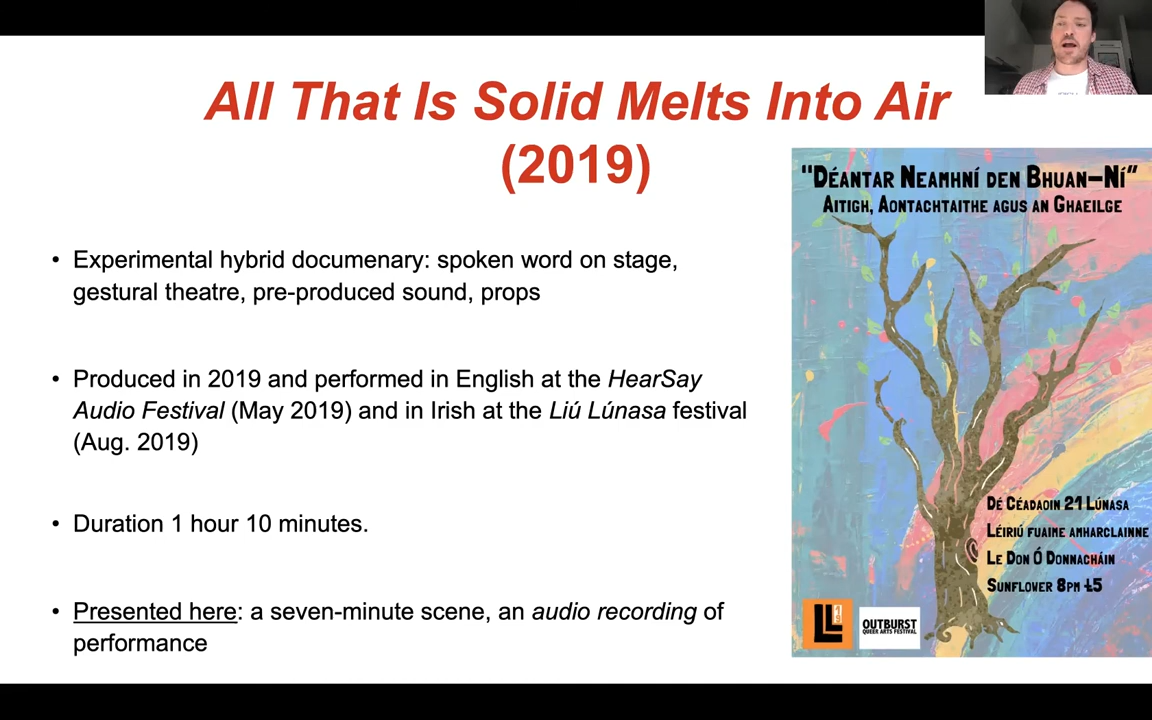 All That Is Solid Melts Into Air
(2019)
• Experimental hybrid documenary: spoken word on stage,
gestural theatre, pre-produced sound, props
• Produced in 2019 and performed in English at the HearSay
Audio Festival (May 2019) and in Irish at the Liú Lúnasa festival
(Aug. 2019)
• Duration 1 hour 10 minutes.
• Presented here: a seven-minute scene, an audio recording of
performance
"Déantar Neamhní den Bhuan-Ní"
Aitigh, Aontachtaithe agus an Ghaeilge
Dé Céadaoin 21 Lúnasa
Léiriú fuaime amharclainne
Le Don Ó Donnacháin
Sunflower 8pm £5
LL
OUTBURST
QUEER ARTS FESTIVAL